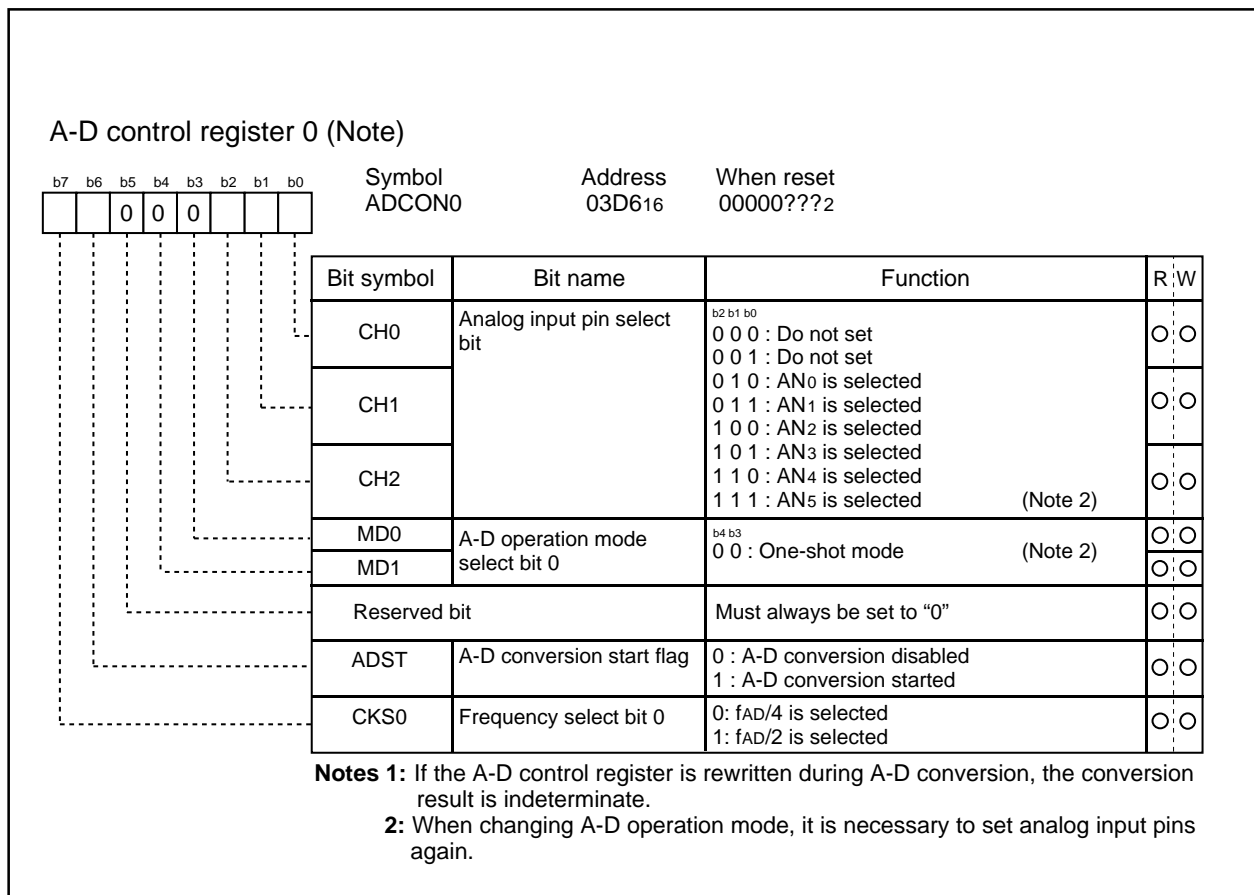 A-D control register 0 (Note)
b7 b6 b5 b4 b3 b2 b1 b0
0 0 0
Symbol Address When reset
ADCON0 03D616 00000???2
Bit symbol Bit name Function R W
CH0 Analog input pin select bit
b2 b1 b0
0 0 0 : Do not set
0 0 1 : Do not set
0 1 0 : AN0 is selected
0 1 1 : AN1 is selected
CH1
1 0 0 : AN2 is selected
1 0 1 : AN3 is selected
CH2
1 1 0 : AN4 is selected
1 1 1 : AN5 is selected (Note 2)
MD0 A-D operation mode
MD1 select bit 0
b4 b3
0 0 : One-shot mode (Note 2)
Reserved bit Must always be set to “0”
ADST A-D conversion start flag 0 : A-D conversion disabled
1 : A-D conversion started
CKS0 Frequency select bit 0 0: fAD/4 is selected
1: fAD/2 is selected
Notes 1: If the A-D control register is rewritten during A-D conversion, the conversion
result is indeterminate.
2: When changing A-D operation mode, it is necessary to set analog input pins
again.